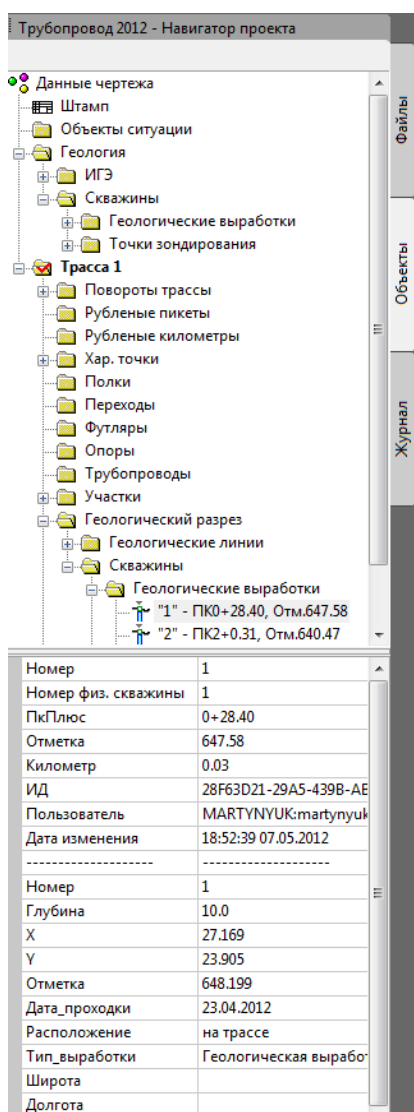 Трубопровод 2012 - Навигатор проекта
Данные чертежа
Штамп
Объекты ситуации
Геология
ИГЭ
Скважины
Геологические выработки
Точки зондирования
Трасса 1
Повороты трассы
Рубленые пикеты
Рубленые километры
Хар. точки
Полки
Переходы
Футляры
Опоры
Трубопроводы
Участки
Геологический разрез
Геологические линии
Скважины
Геологические выработки
"1" - ПК0+28.40, Отм.647.58
"2" - ПК2+0.31, Отм.640.47
Файлы
Объекты
Журнал
Номер 1
Номер физ. скважины 1
ПкПлюс 0+28.40
Отметка 647.58
Километр 0.03
ИД 28F63D21-29A5-439B-AE
Пользователь MARTYNYUK:martynyuk
Дата изменения 18:52:39 07.05.2012
-------------------- --------------------
Номер 1
Глубина 10.0
X 27.169
Y 23.905
Отметка 648.199
Дата_проходки 23.04.2012
Расположение на трассе
Тип_выработки Геологическая вырабо
Широта
Долгота